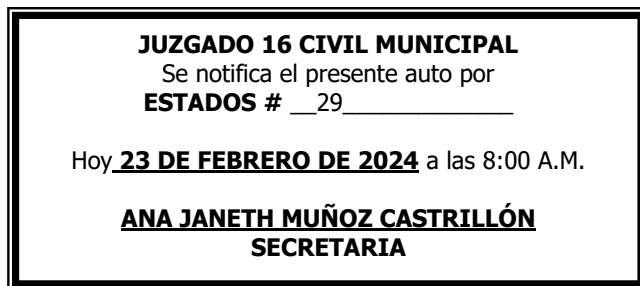 JUZGADO 16 CIVIL MUNICIPAL
Se notifica el presente auto por
ESTADOS # __29_____________
Hoy 23 DE FEBRERO DE 2024 a las 8:00 A.M.
ANA JANETH MUÑOZ CASTRILLÓN
SECRETARIA